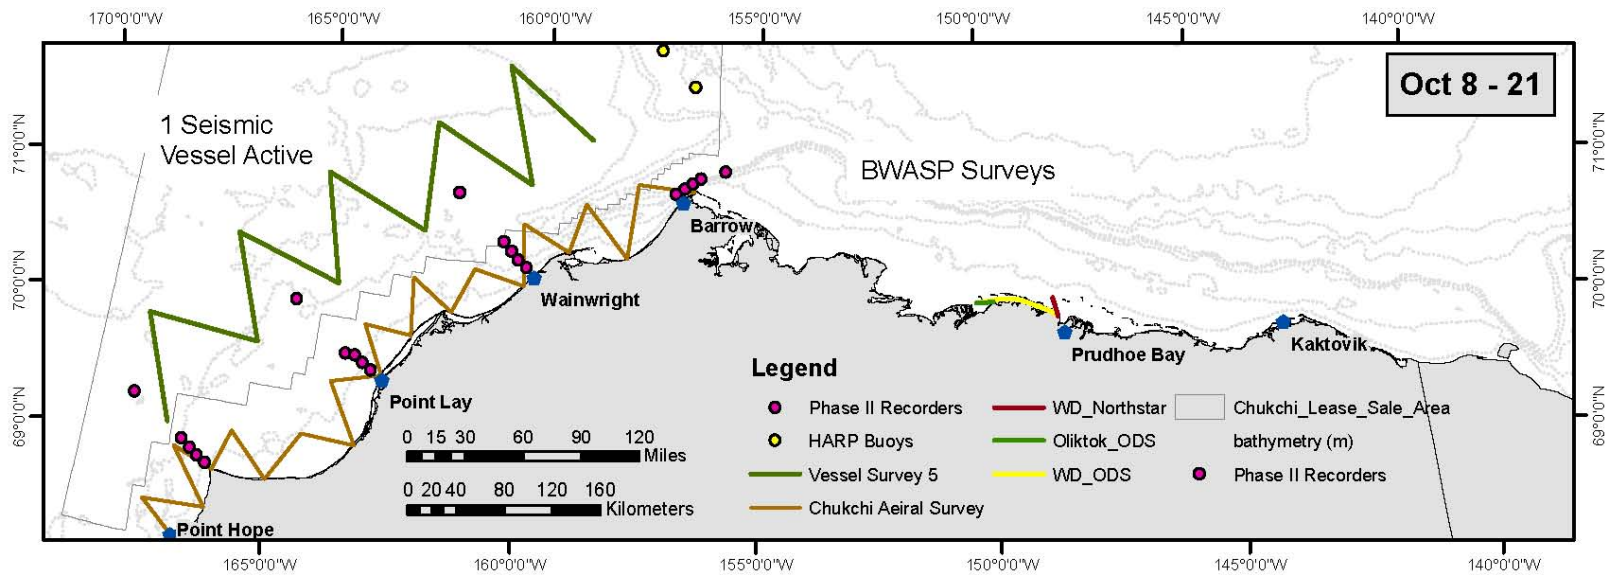 170°0'0"W 165°0'0"W 160°0'0"W 155°0'0"W 150°0'0"W 145°0'0"W 140°0'0"W
Oct 8 - 21
1 Seismic
Vessel Active
71°0'0"N
71°0'0"N
BWASP Surveys
Barrow
70°0'0"N
70°0'0"N
Wainwright
Prudhoe Bay
Kaktovik
Point Lay
69°0'0"N
69°0'0"N
Point Hope
0 15 30 60 90 120
Miles
0 20 40 80 120 160
Kilometers
Legend
Phase II Recorders
HARP Buoys
Vessel Survey 5
Chukchi Aeiral Survey
WD_Northstar
Oliktok_ODS
WD_ODS
Chukchi_Lease_Sale_Area
bathymetry (m)
Phase II Recorders
165°0'0"W 160°0'0"W 155°0'0"W 150°0'0"W 145°0'0"W 140°0'0"W